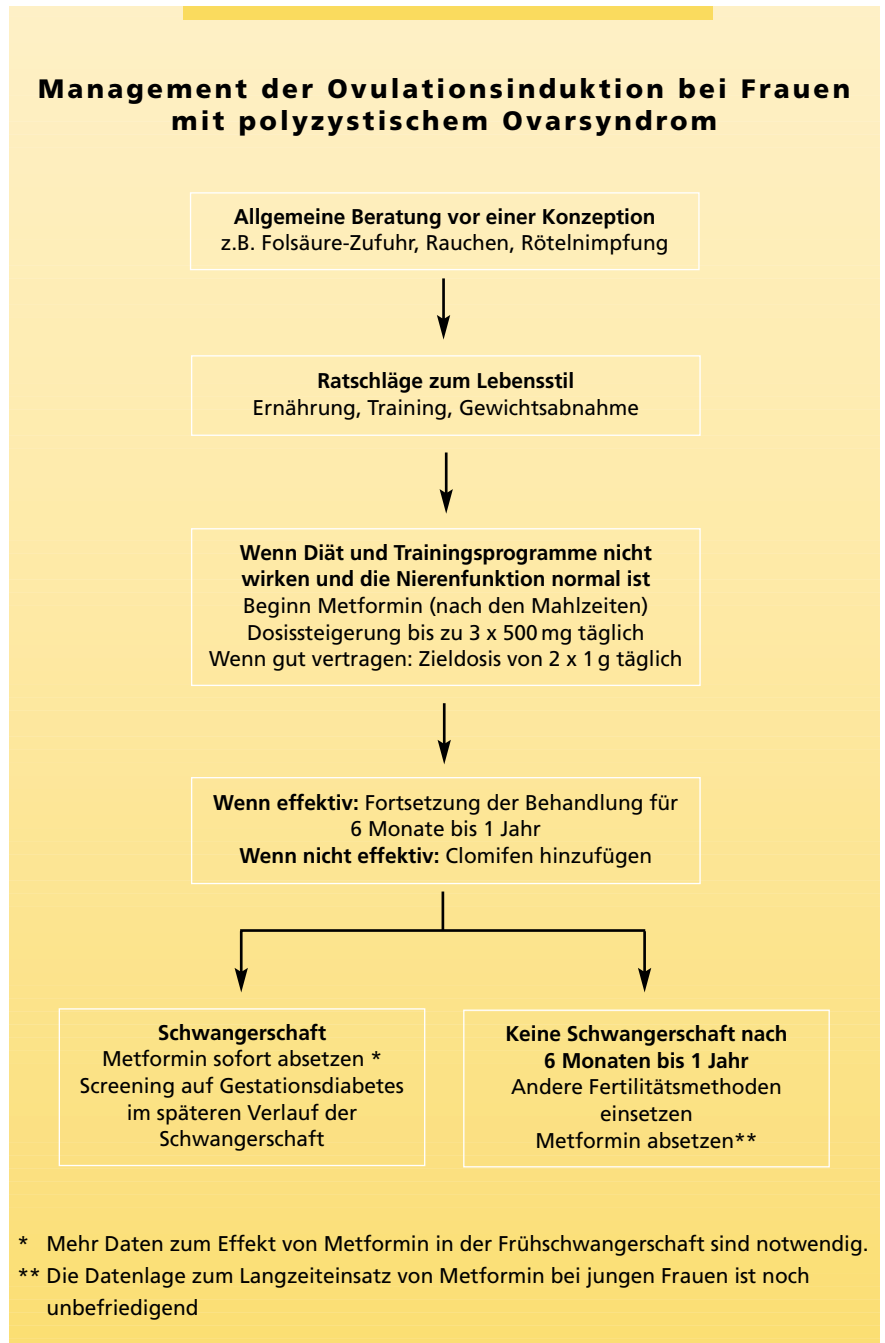 Management der Ovulationsinduktion bei Frauen
mit polyzystischem Ovarsyndrom
Allgemeine Beratung vor einer Konzeption
z.B. Folsäure-Zufuhr, Rauchen, Rötelnimpfung
Ratschläge zum Lebensstil
Ernährung, Training, Gewichtsabnahme
Wenn Diät und Trainingsprogramme nicht
wirken und die Nierenfunktion normal ist
Beginn Metformin (nach den Mahlzeiten)
Dosissteigerung bis zu 3 x 500 mg täglich
Wenn gut vertragen: Zieldosis von 2 x 1 g täglich
Wenn effektiv: Fortsetzung der Behandlung für
6 Monate bis 1 Jahr
Wenn nicht effektiv: Clomifen hinzufügen
Schwangerschaft
Metformin sofort absetzen *
Screening auf Gestationsdiabetes
im späteren Verlauf der
Schwangerschaft
Keine Schwangerschaft nach
6 Monaten bis 1 Jahr
Andere Fertilitätsmethoden
einsetzen
Metformin absetzen**
* Mehr Daten zum Effekt von Metformin in der Frühschwangerschaft sind notwendig.
** Die Datenlage zum Langzeiteinsatz von Metformin bei jungen Frauen ist noch
unbefriedigend